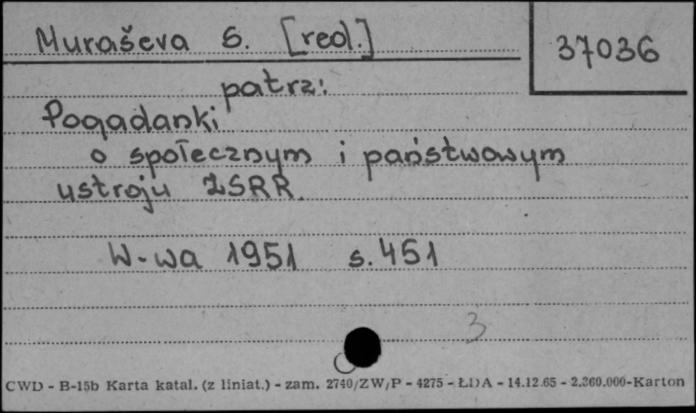 Muraševa S. [red.]
37036
patrz:
Pogadanki
o społecznym i państwowym
ustroju ZSRR.
W-wa 1951 s. 451
3
CWD - B-15b Karta katal. (z liniat.) - zam. 2740/ZW/P - 4275 - ŁDA - 14.12.65 - 2.360.000-Karton